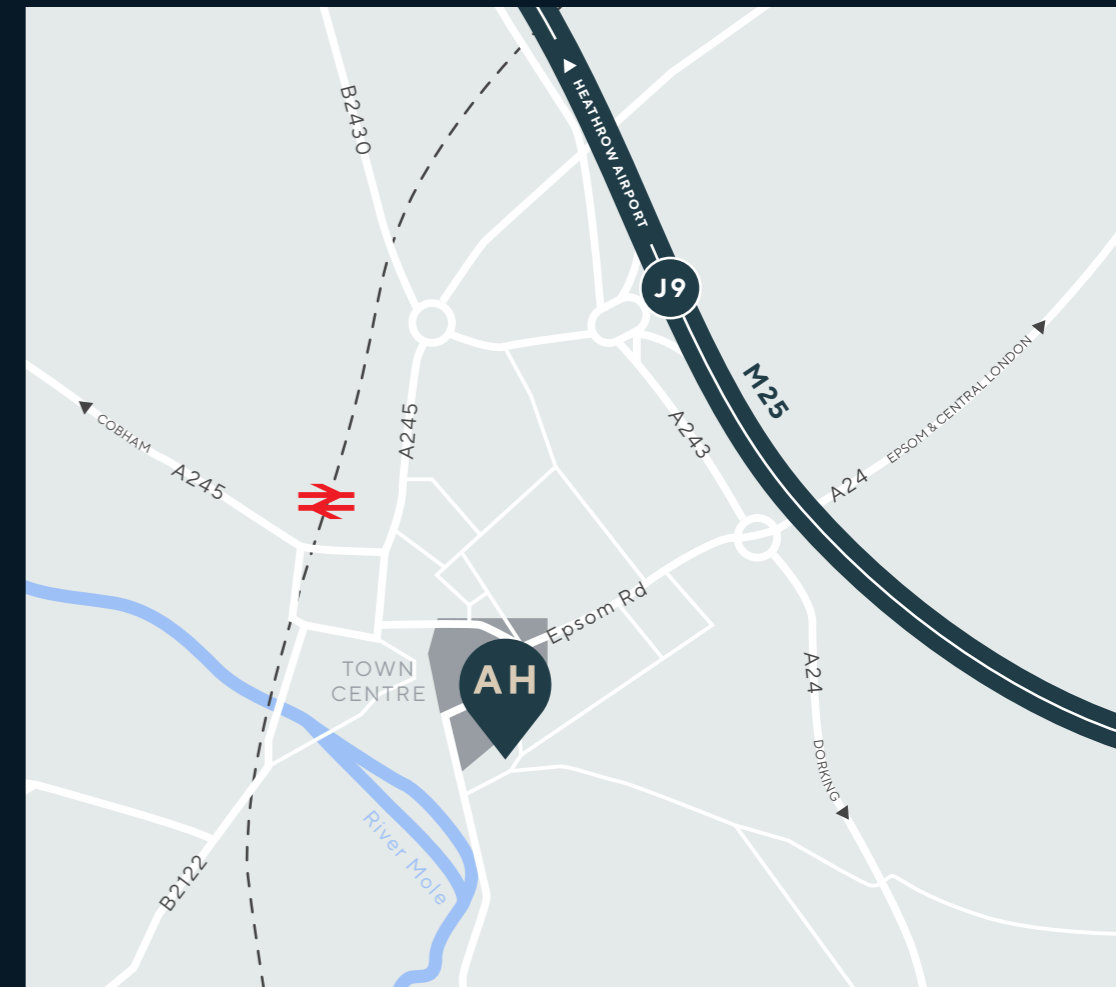 B2430
HEATHROW AIRPORT
J9
M25
A245
A243
COBHAM
A245
EPSOM & CENTRAL LONDON
A24
Epsom Rd
TOWN
CENTRE
AH
A24
DORKING
River Mole
B2122